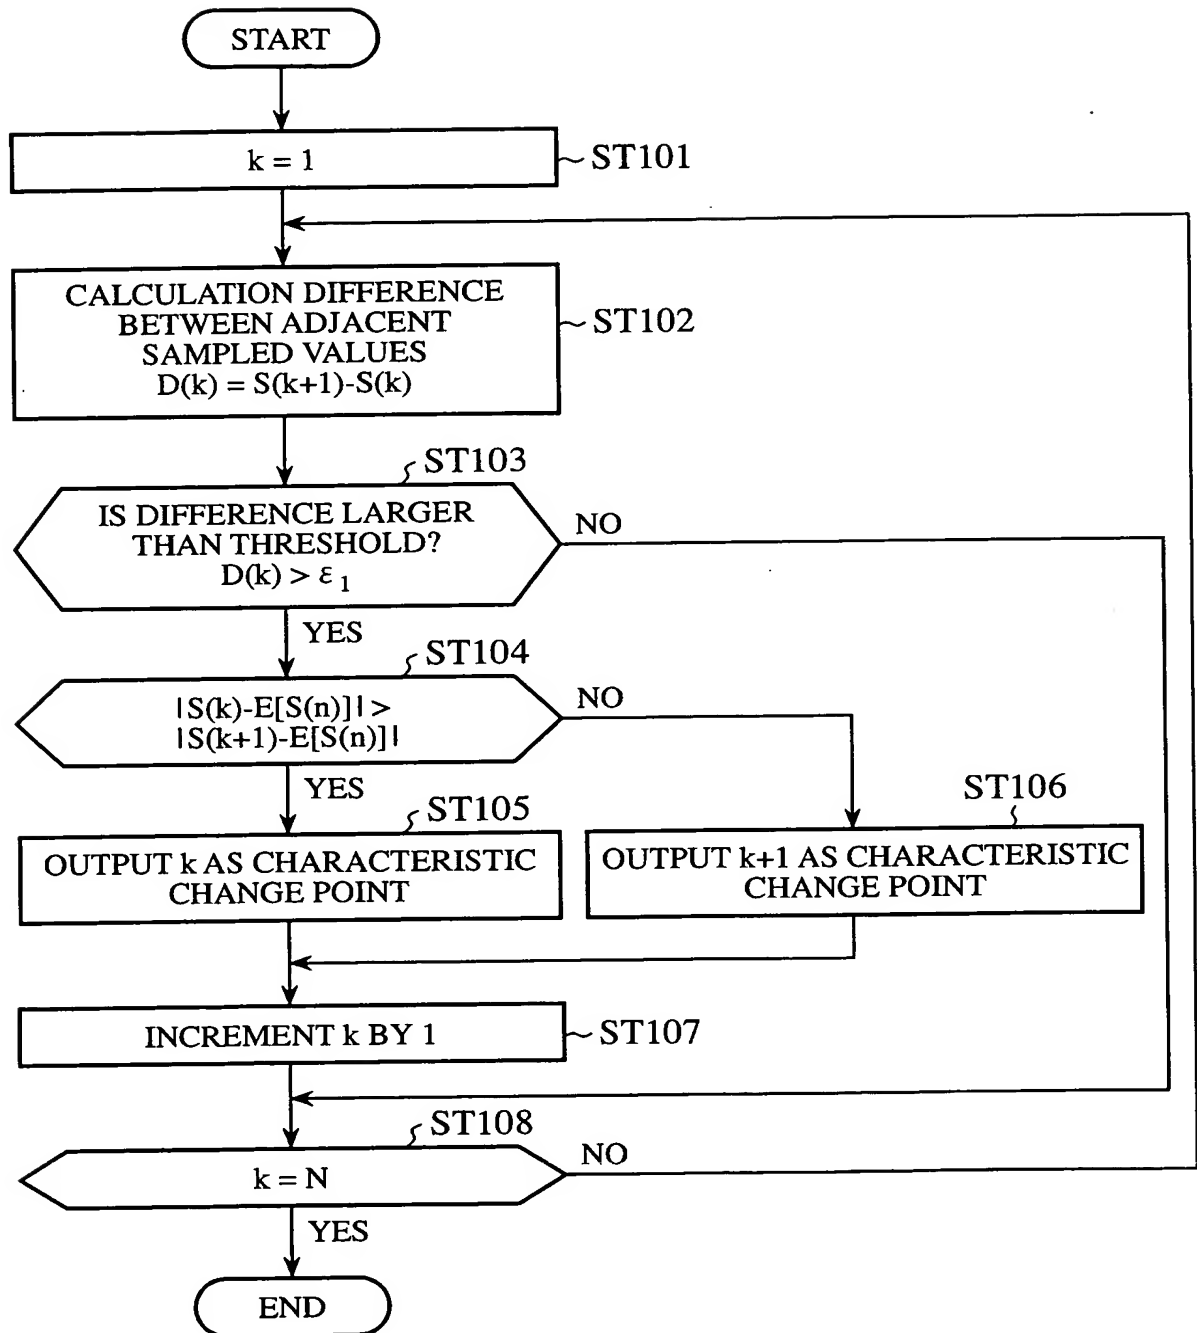 START
k = 1
ST101
CALCULATION DIFFERENCE
BETWEEN ADJACENT
SAMPLED VALUES
D(k) = S(k+1)-S(k)
ST102
ST103
IS DIFFERENCE LARGER
THAN THRESHOLD?
D(k) > ε₁
NO
YES
ST104
|S(k)-E[S(n)]| >
|S(k+1)-E[S(n)]|
NO
YES
ST105
OUTPUT k AS CHARACTERISTIC
CHANGE POINT
ST106
OUTPUT k+1 AS CHARACTERISTIC
CHANGE POINT
INCREMENT k BY 1
ST107
ST108
k = N
NO
YES
END